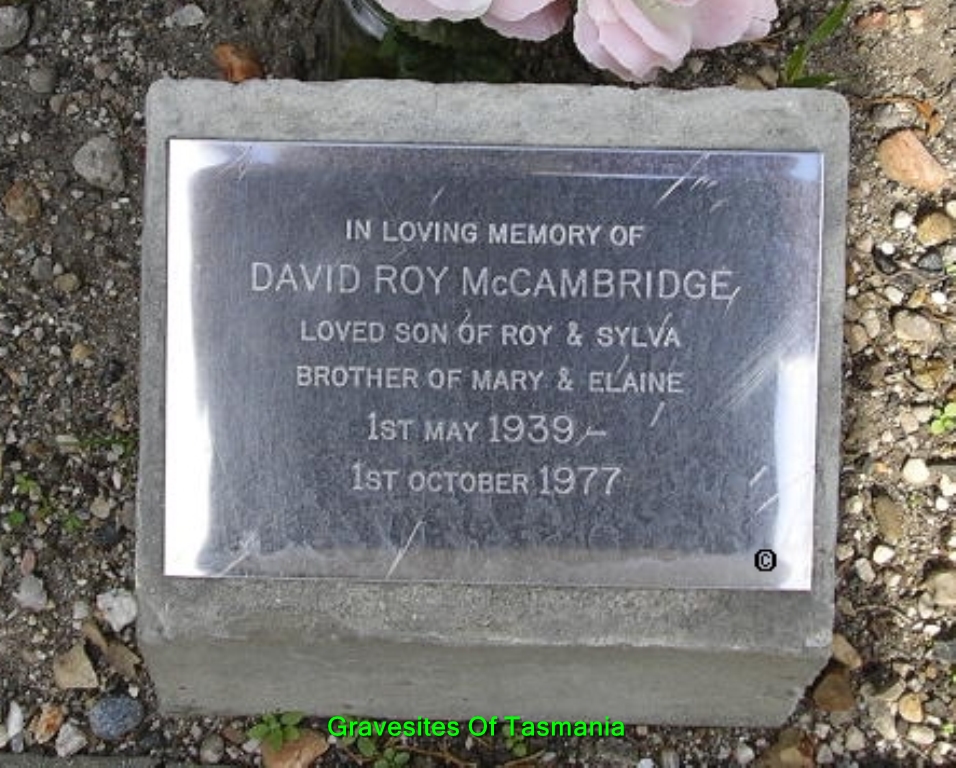 IN LOVING MEMORY OF
DAVID ROY McCAMBRIDGE
LOVED SON OF ROY & SYLVA
BROTHER OF MARY & ELAINE
1ST MAY 1939 –
1ST OCTOBER 1977
©
Gravesites Of Tasmania